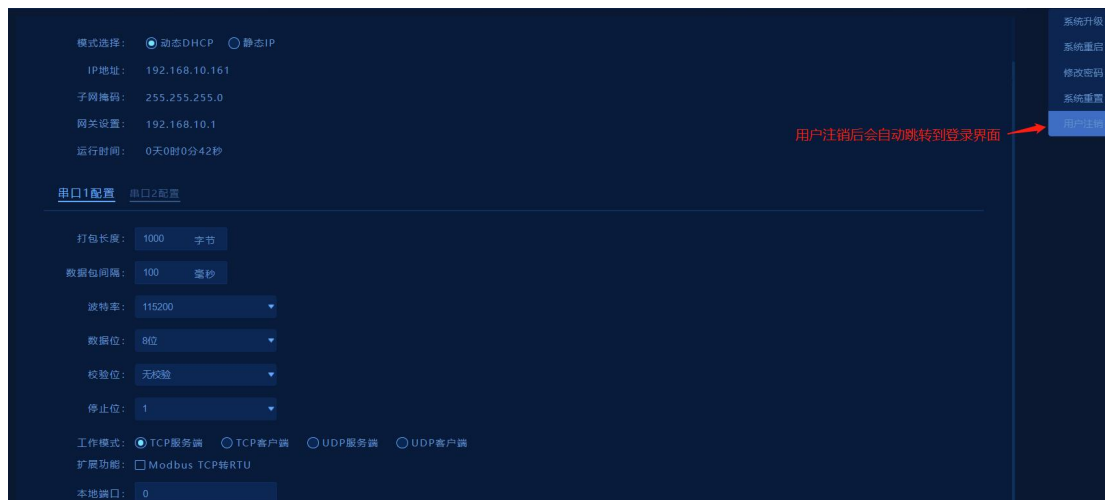 系统升级
模式选择: 动态DHCP 静态IP
系统重启
IP地址: 192.168.10.161
修改密码
子网掩码: 255.255.255.0
系统重置
网关设置: 192.168.10.1
用户注销
用户注销后会自动跳转到登录界面
运行时间: 0天0时0分42秒
串口1配置 串口2配置
打包长度: 1000 字节
数据包间隔: 100 毫秒
波特率: 115200
数据位: 8位
校验位: 无校验
停止位: 1
工作模式: TCP服务端 TCP客户端 UDP服务端 UDP客户端
扩展功能: Modbus TCP转RTU
本地端口: 0